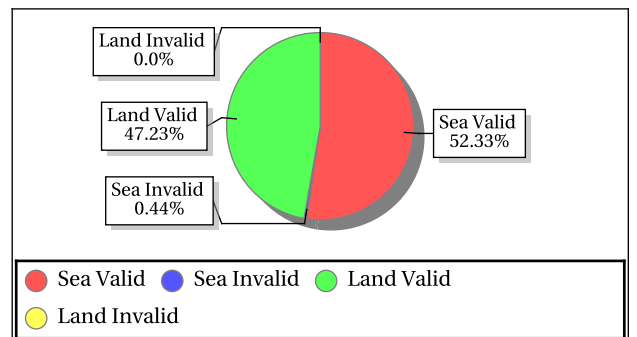 Land Invalid
0.0%
Land Valid
47.23%
Sea Valid
52.33%
Sea Invalid
0.44%
Sea Valid Sea Invalid Land Valid
Land Invalid